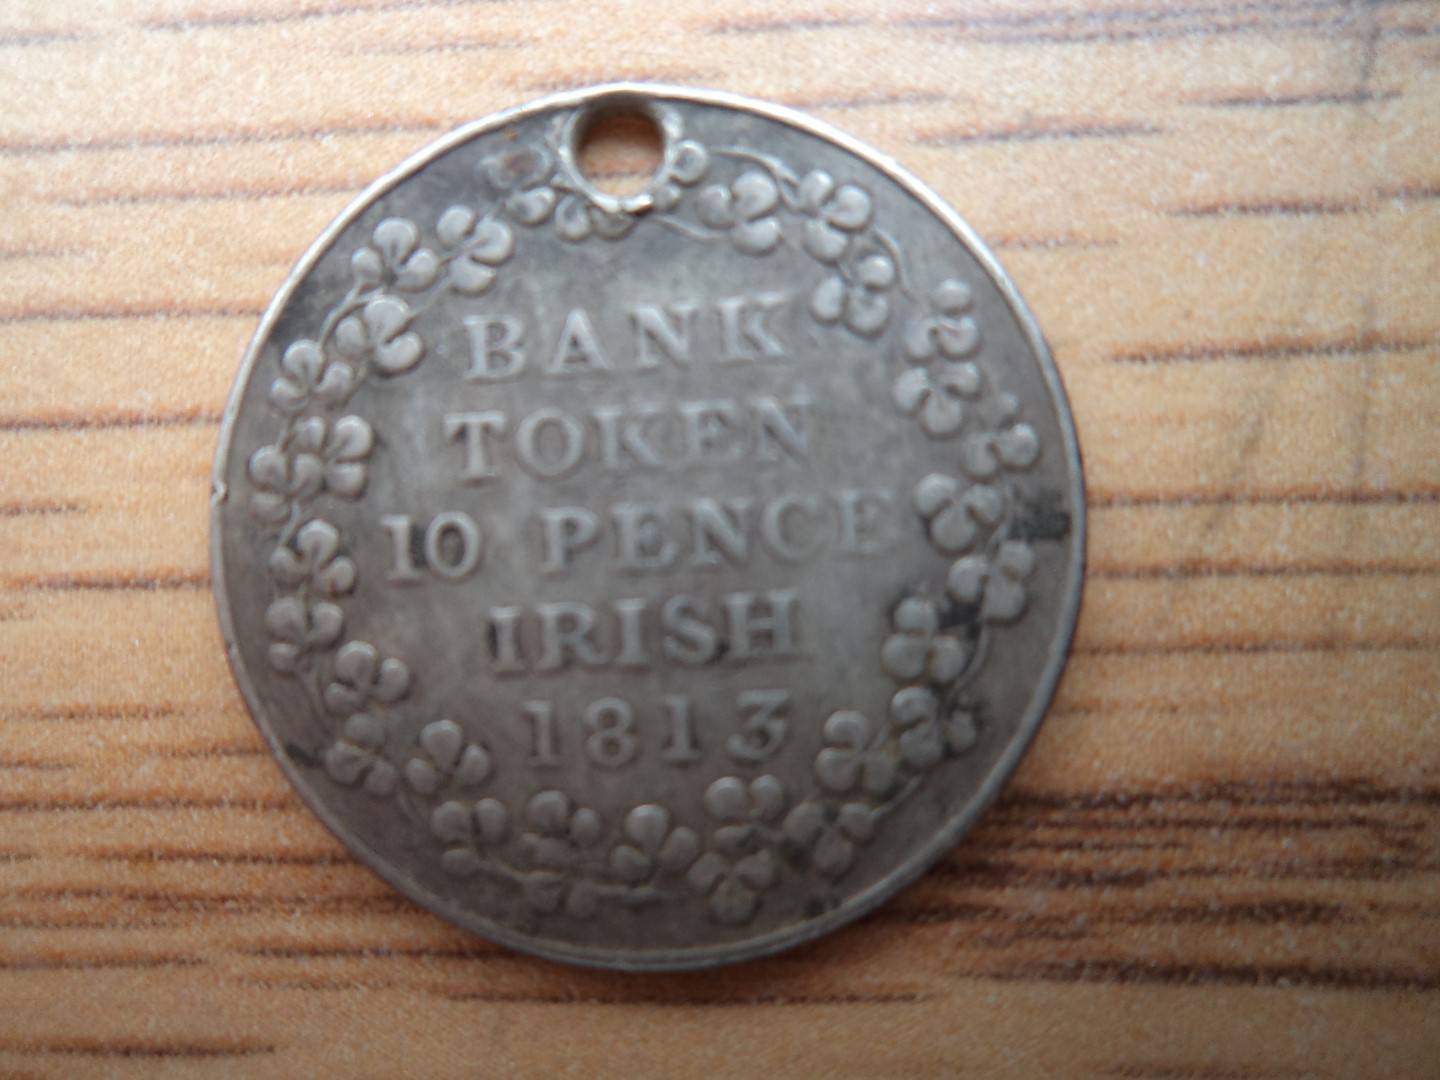 BANK
TOKEN
10 PENCE
IRISH
1813